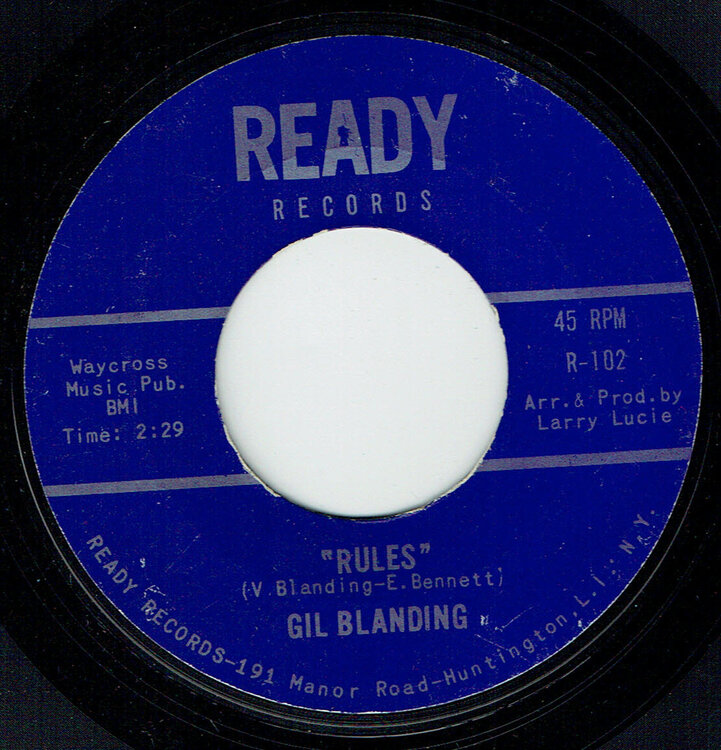 READY
RECORDS
Waycross
Music Pub.
BMI
Time: 2:29
45 RPM
R-102
Arr.& Prod.by
Larry Lucie
"RULES"
(V. Blanding-E. Bennett)
GIL BLANDING
READY RECORDS-191 Manor Road-Huntington, L.I., N.Y.